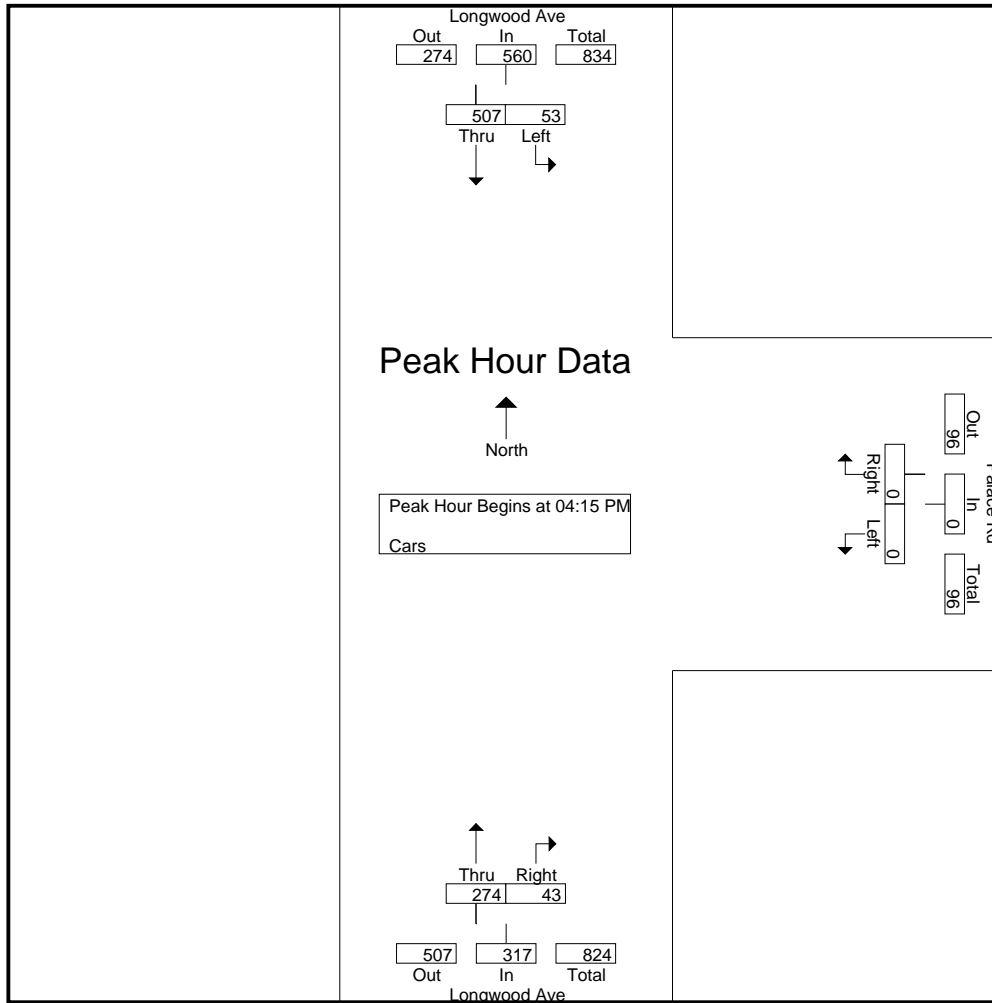 Longwood Ave
Out In Total
274 560 834
507 53
Thru Left
Peak Hour Data
North
Peak Hour Begins at 04:15 PM
Cars
Right Left
0 0
Out In Total
96 0 96
Rd
Thru Right
274 43
507 317 824
Out In Total
Longwood Ave